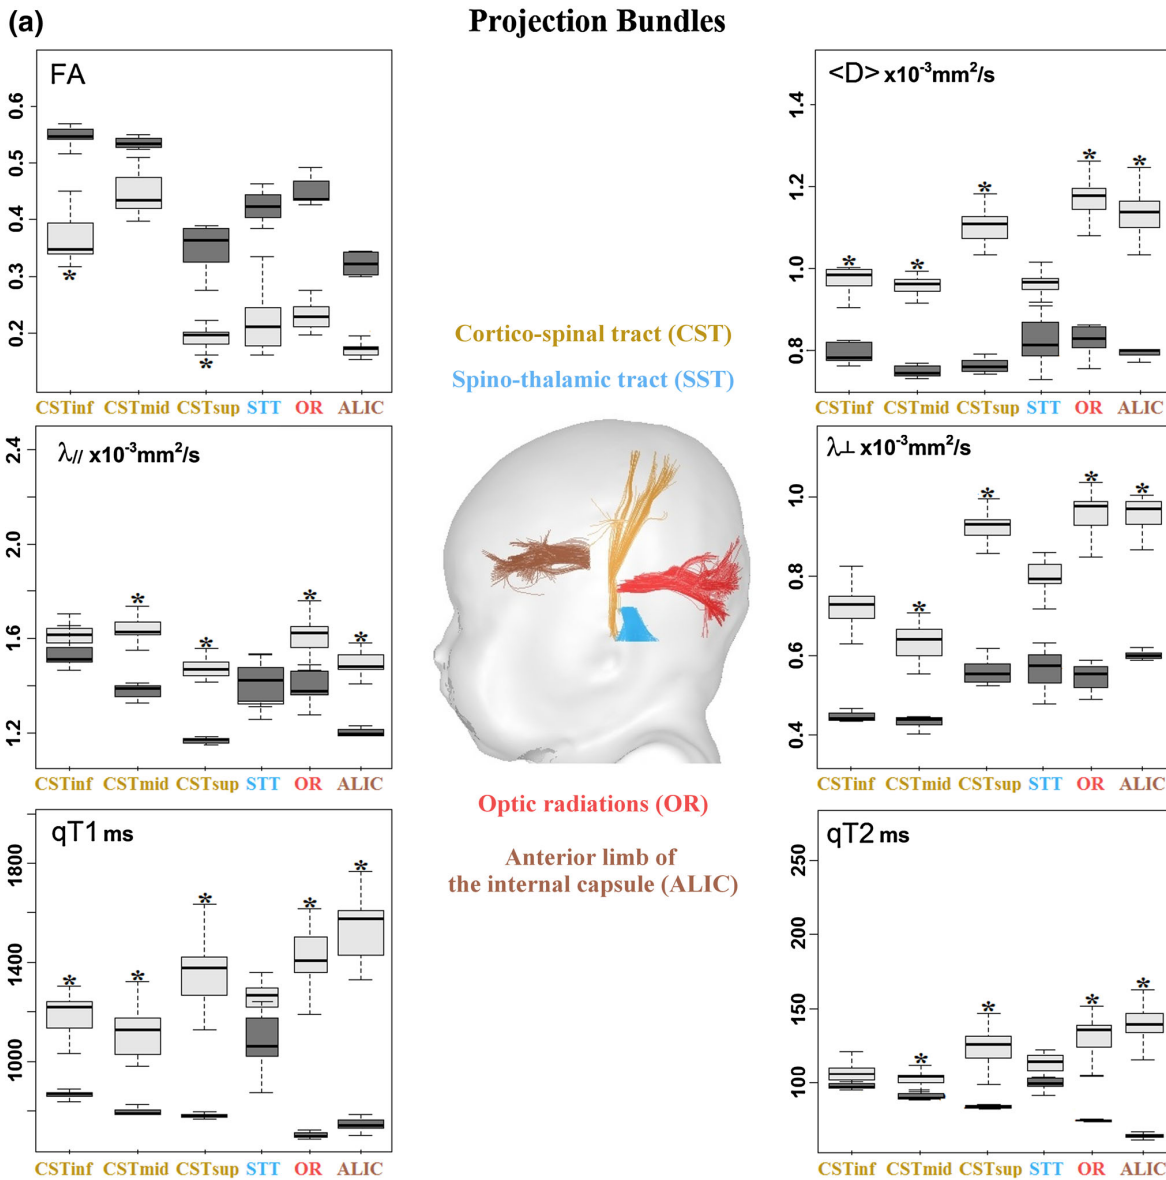 (a)
Projection Bundles
FA
0.6
0.5
0.4
0.3
0.2
*
*
CSTinf CSTmid CSTsup STT OR ALIC
<D> x10-3mm2/s
1.4
1.2
1.0
0.8
* * * * *
CSTinf CSTmid CSTsup STT OR ALIC
Cortico-spinal tract (CST)
Spino-thalamic tract (SST)
λ// x10-3mm2/s
2.4
2.0
1.6
1.2
* * * *
CSTinf CSTmid CSTsup STT OR ALIC
λ⊥ x10-3mm2/s
1.0
0.8
0.6
0.4
* * * *
CSTinf CSTmid CSTsup STT OR ALIC
Optic radiations (OR)
Anterior limb of
the internal capsule (ALIC)
qT1 ms
1800
1400
1000
* * * * *
CSTinf CSTmid CSTsup STT OR ALIC
qT2 ms
250
200
150
100
* * * *
CSTinf CSTmid CSTsup STT OR ALIC